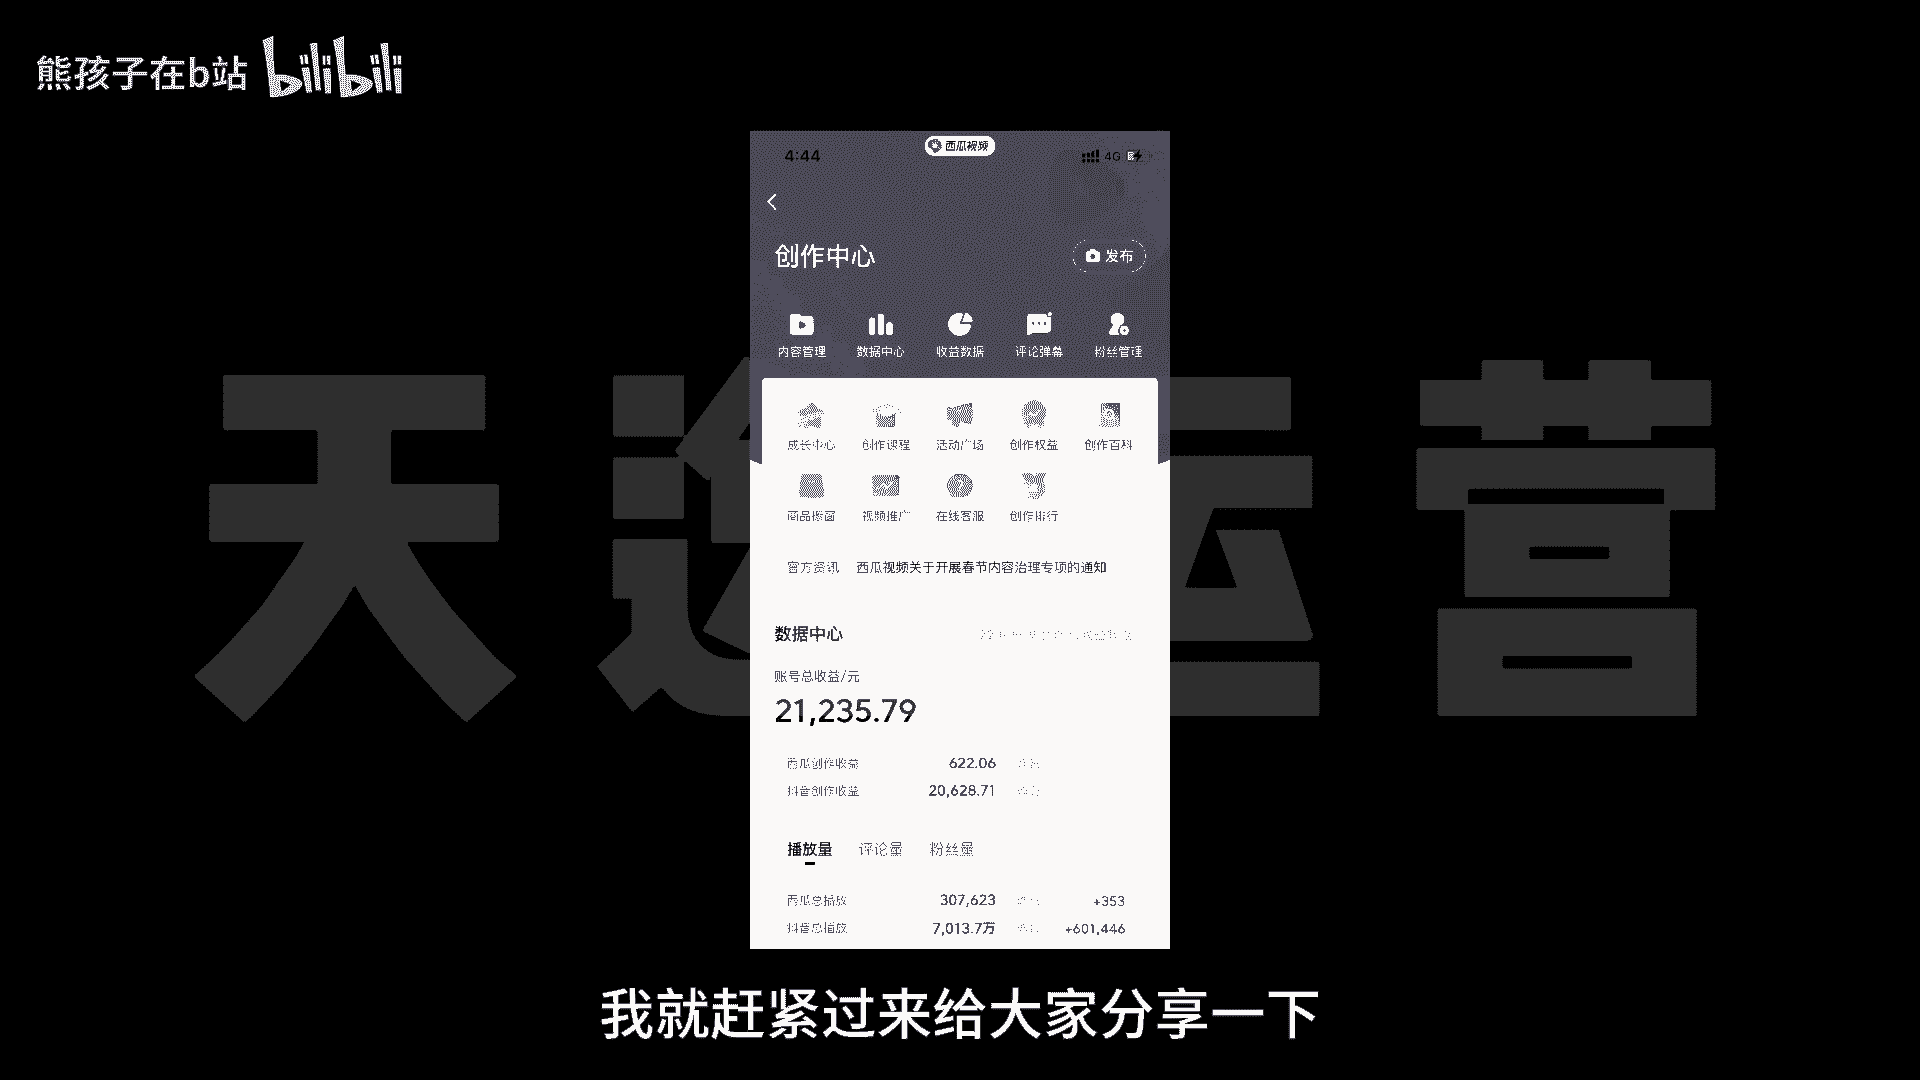 熊孩子在b站 bilibili
西瓜视频
4:44 4G
创作中心 发布
内容管理 数据中心 收益数据 评论弹幕 粉丝管理
成长中心 创作课程 活动广场 创作权益 创作百科
商品橱窗 视频推广 在线客服 创作排行
官方资讯 西瓜视频关于开展春节内容治理专项的通知
数据中心
账号总收益/元
21,235.79
西瓜创作收益 622.06
抖音创作收益 20,628.71
播放量 评论量 粉丝量
西瓜总播放 307,623 +353
抖音总播放 7,013.7万 +601,446
天选运营
我就赶紧过来给大家分享一下